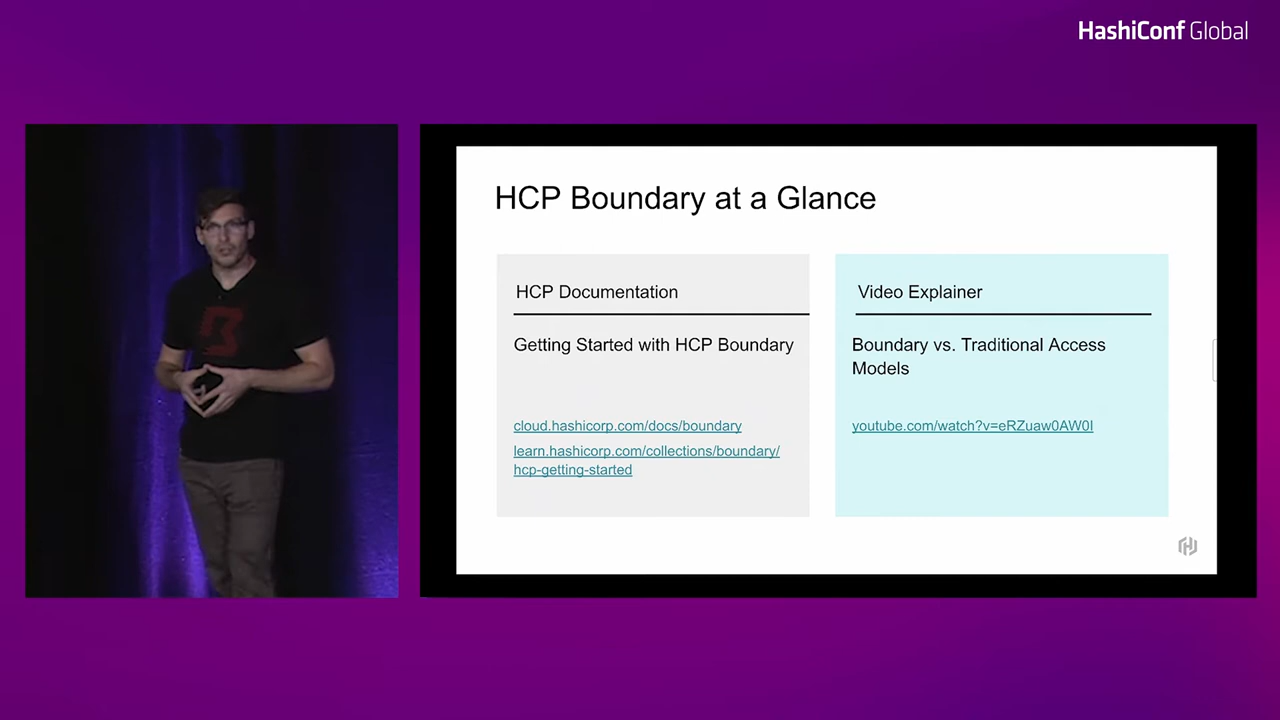 HashiConf Global
HCP Boundary at a Glance
HCP Documentation
Getting Started with HCP Boundary
cloud.hashicorp.com/docs/boundary
learn.hashicorp.com/collections/boundary/
hcp-getting-started
Video Explainer
Boundary vs. Traditional Access
Models
youtube.com/watch?v=eRZuaw0AW0I